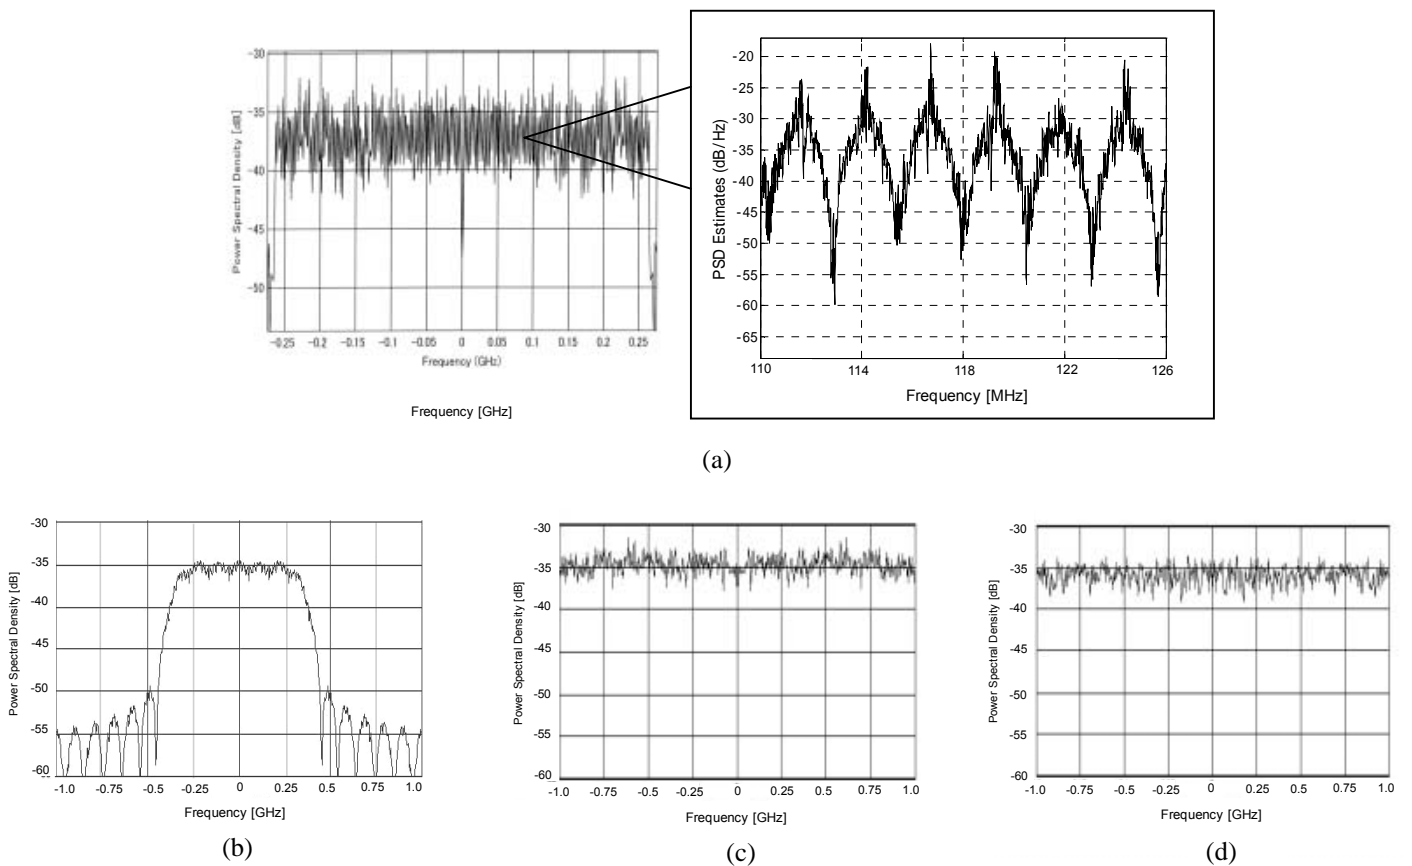 -30
-35
-40
-45
-50
Power Spectral Density [dB]
-0.25 -0.2 -0.15 -0.1 -0.05 0 0.05 0.1 0.15 0.2 0.25
Frequency (GHz)
Frequency [GHz]
-20
-25
-30
-35
-40
-45
-50
-55
-60
-65
PSD Estimates (dB/Hz)
110 114 118 122 126
Frequency [MHz]
(a)
-30
-35
-40
-45
-50
-55
-60
Power Spectral Density [dB]
-1.0 -0.75 -0.5 -0.25 0 0.25 0.5 0.75 1.0
Frequency [GHz]
(b)
-30
-35
-40
-45
-50
-55
-60
Power Spectral Density [dB]
-1.0 -0.75 -0.5 -0.25 0 0.25 0.5 0.75 1.0
Frequency [GHz]
(c)
-30
-35
-40
-45
-50
-55
-60
Power Spectral Density [dB]
-1.0 -0.75 -0.5 -0.25 0 0.25 0.5 0.75 1.0
Frequency [GHz]
(d)